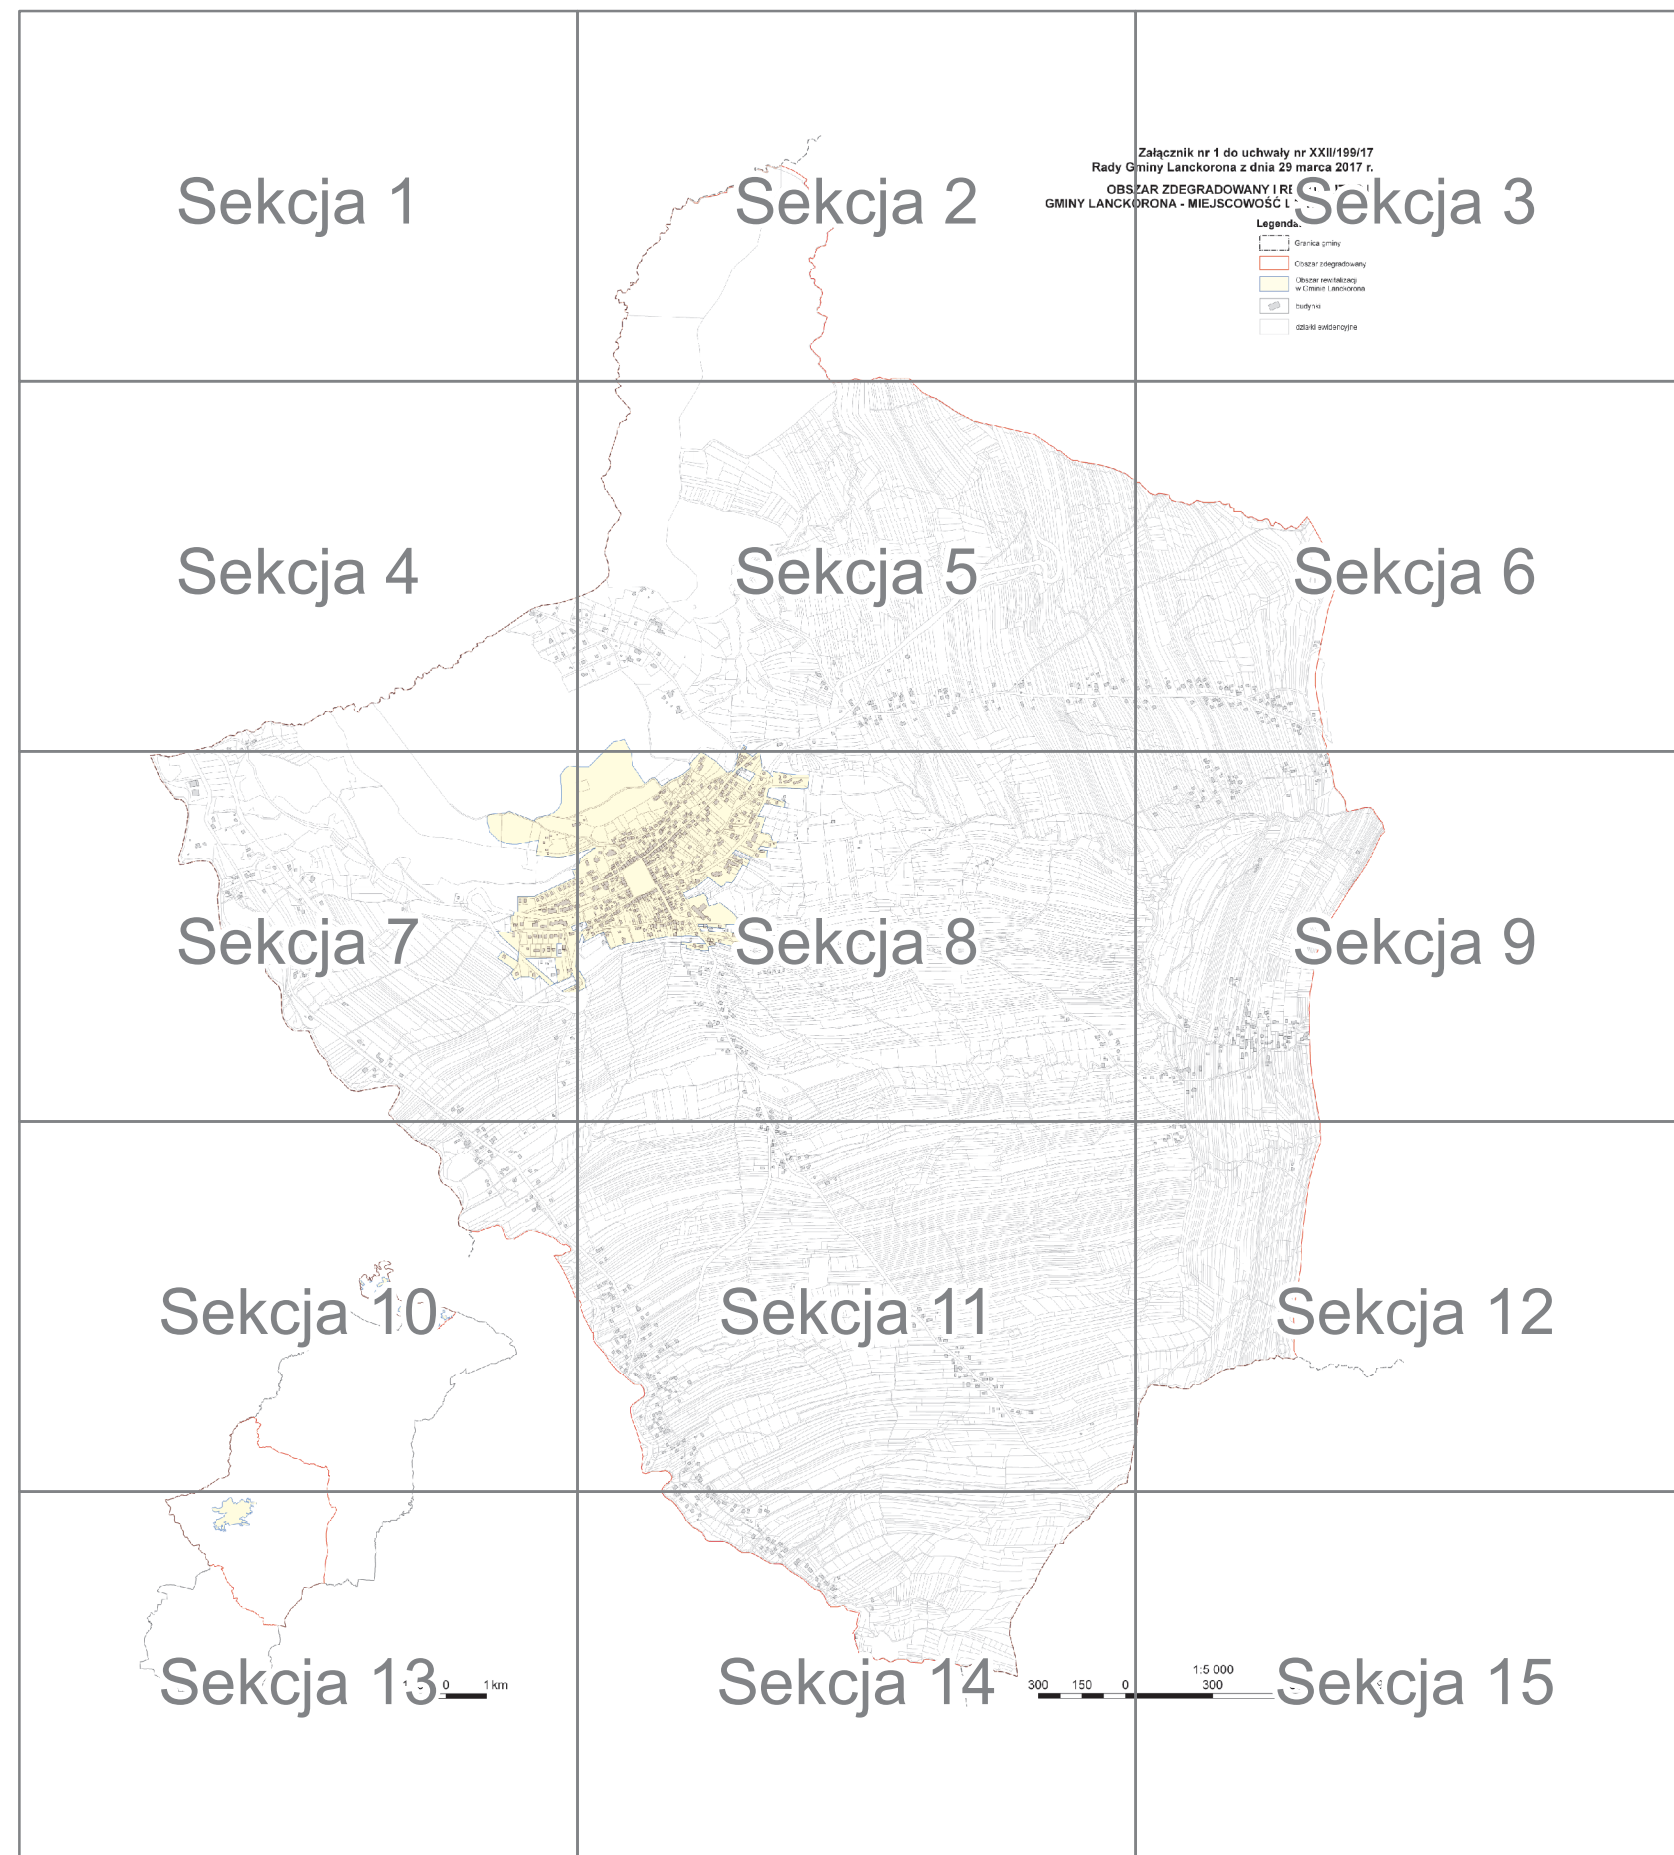 Załącznik nr 1 do uchwały nr XXII/199/17
Rady Gminy Lanckorona z dnia 29 marca 2017 r.
OBSZAR ZDEGRADOWANY I
GMINY LANCKORONA - MIEJSCOWOŚĆ
Sekcja 1
Sekcja 2
Sekcja 3
Legenda:
Granica gminy
Obszar zdegradowany
Obszar rewitalizacji
w Gminie Lanckorona
budynki
działki ewidencyjne
Sekcja 4
Sekcja 5
Sekcja 6
Sekcja 7
Sekcja 8
Sekcja 9
Sekcja 10
Sekcja 11
Sekcja 12
Sekcja 13
Sekcja 14
Sekcja 15
0 1 km
1:5 000
300 150 0 300